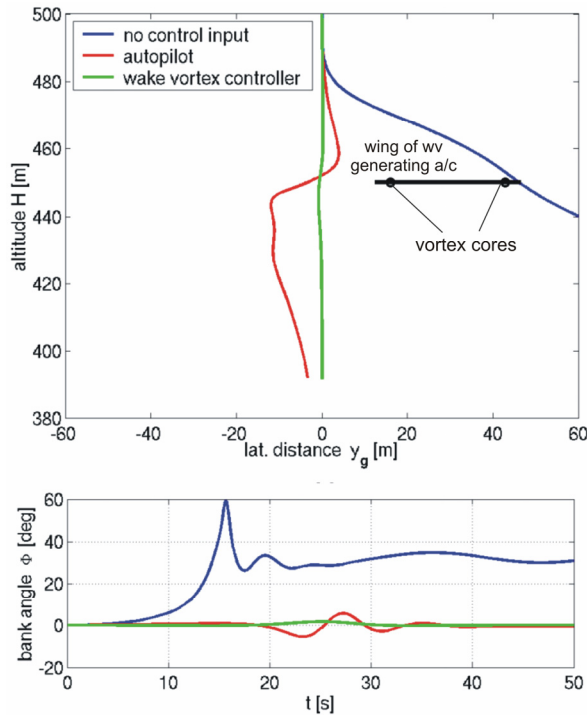 500
480
460
440
420
400
380
altitude H [m]
no control input
autopilot
wake vortex controller
wing of wv
generating a/c
vortex cores
-60
-40
-20
0
20
40
60
lat. distance y_g [m]
60
40
20
0
-20
bank angle Φ [deg]
0
10
20
30
40
50
t [s]